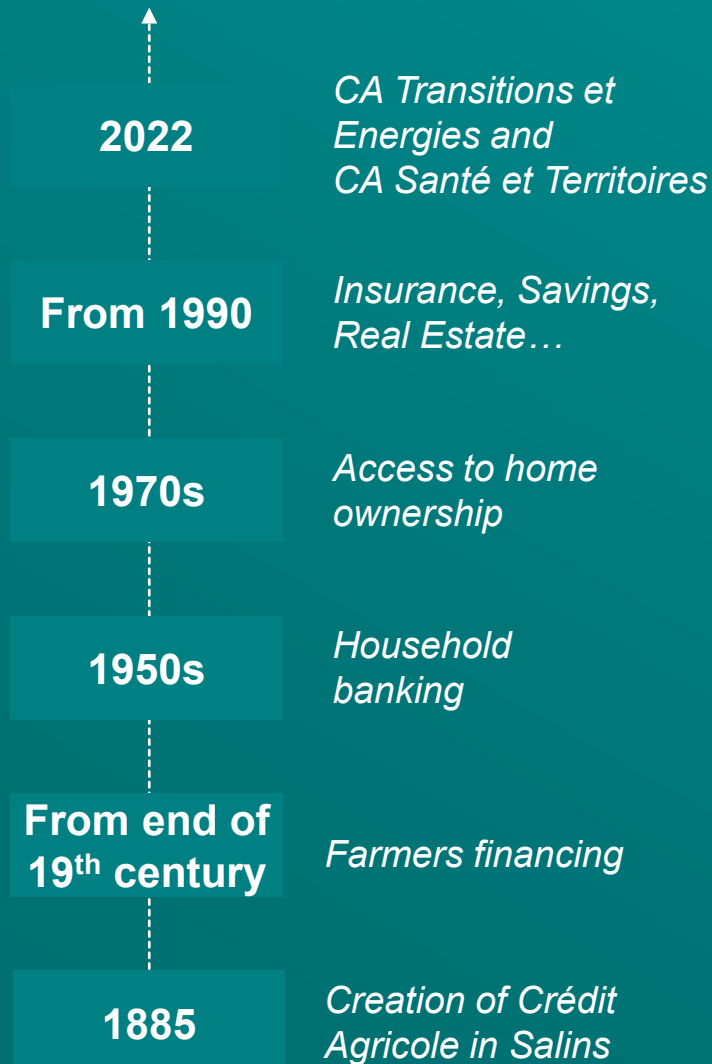 2022
CA Transitions et
Energies and
CA Santé et Territoires
From 1990
Insurance, Savings,
Real Estate…
1970s
Access to home
ownership
1950s
Household
banking
From end of
19th century
Farmers financing
1885
Creation of Crédit
Agricole in Salins